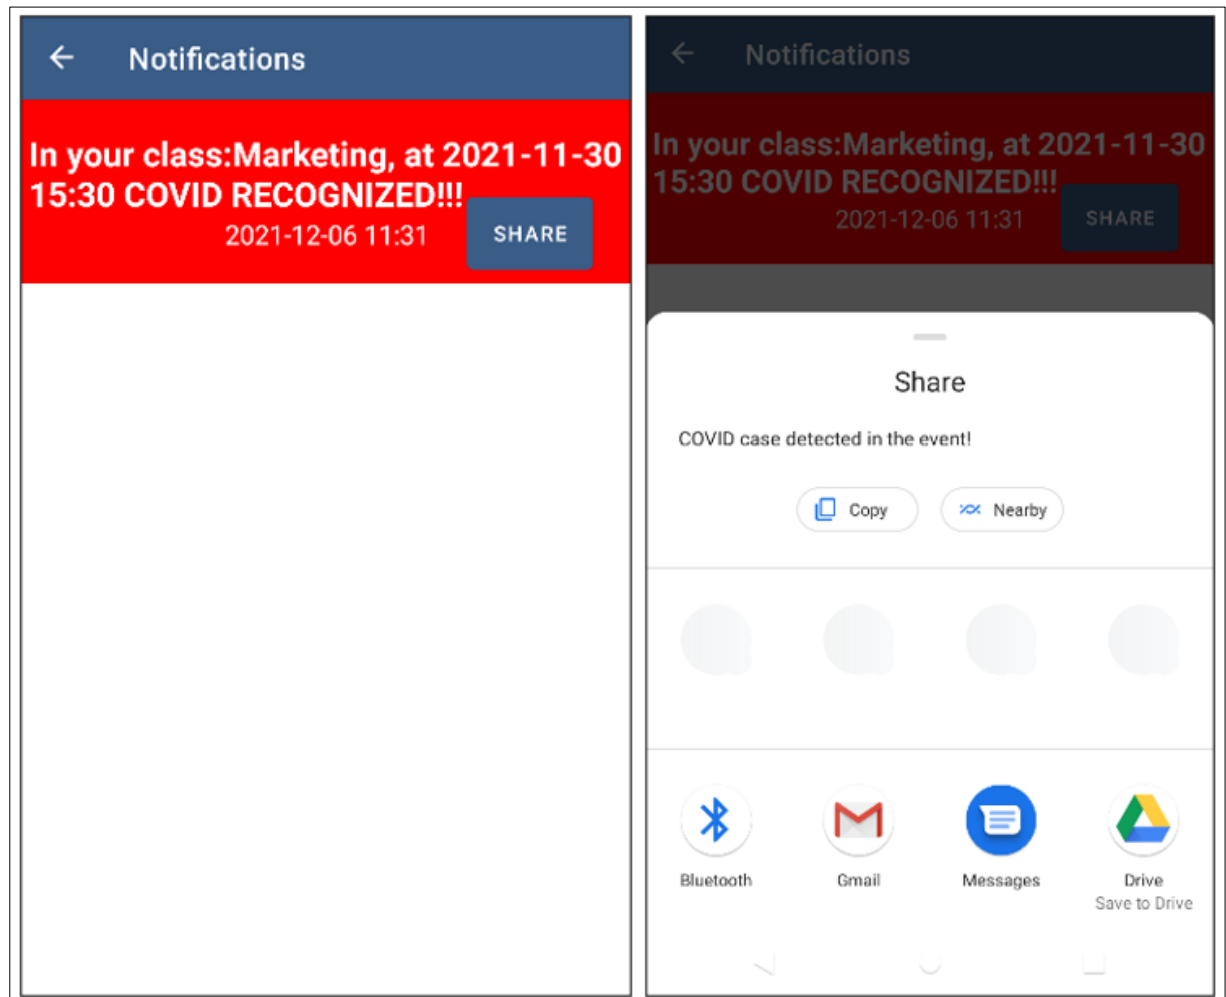 Notifications
In your class:Marketing, at 2021-11-30
15:30 COVID RECOGNIZED!!!
2021-12-06 11:31
SHARE
Notifications
In your class:Marketing, at 2021-11-30
15:30 COVID RECOGNIZED!!!
2021-12-06 11:31
SHARE
Share
COVID case detected in the event!
Copy
Nearby
Bluetooth
Gmail
Messages
Drive
Save to Drive